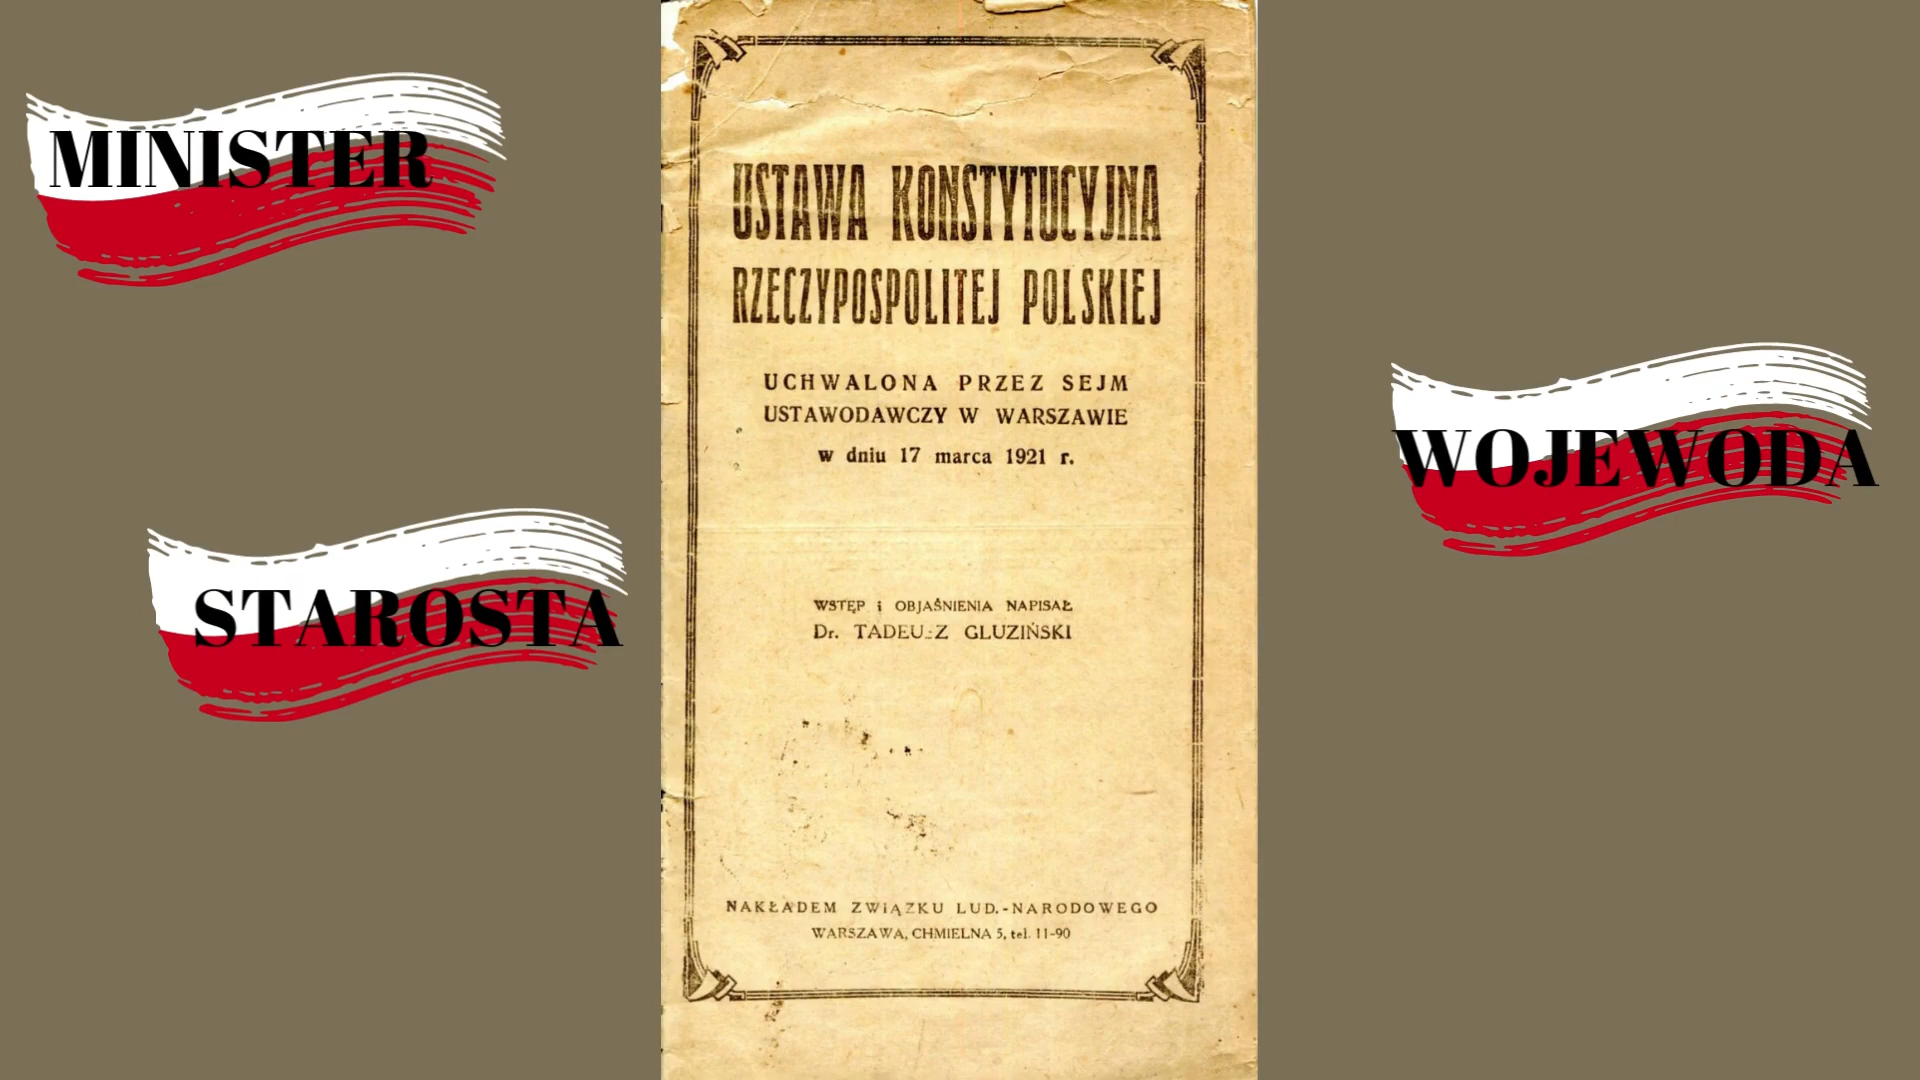 MINISTER
STAROSTA
USTAWA KONSTYTUCYJNA
RZECZYPOSPOLITEJ POLSKIEJ
UCHWALONA PRZEZ SEJM
USTAWODAWCZY W WARSZAWIE
w dniu 17 marca 1921 r.
WSTĘP i OBJAŚNIENIA NAPISAŁ
Dr. TADEUSZ GLUZIŃSKI
NAKŁADEM ZWIĄZKU LUD.-NARODOWEGO
WARSZAWA, CHMIELNA 5, tel. 11-90
WOJEWODA